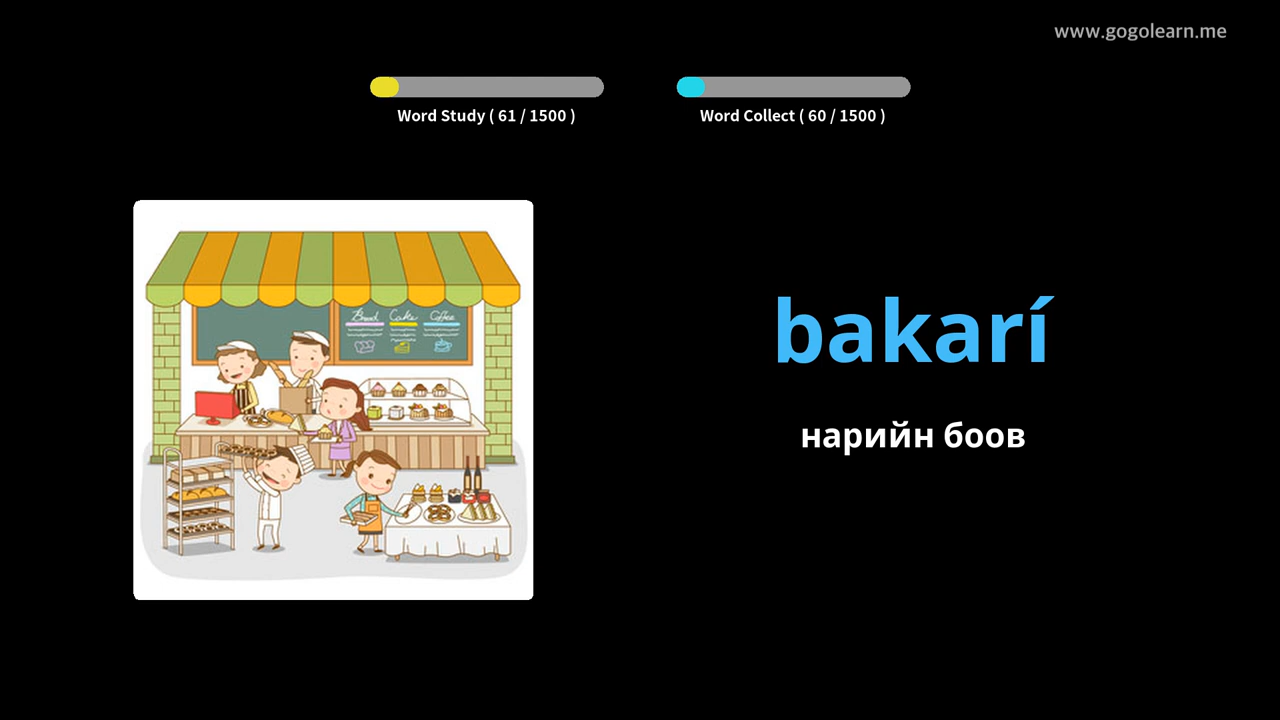 www.gogolearn.me
Word Study ( 61 / 1500 )
Word Collect ( 60 / 1500 )
Bread Cake Coffee
bakarí
нарийн боов